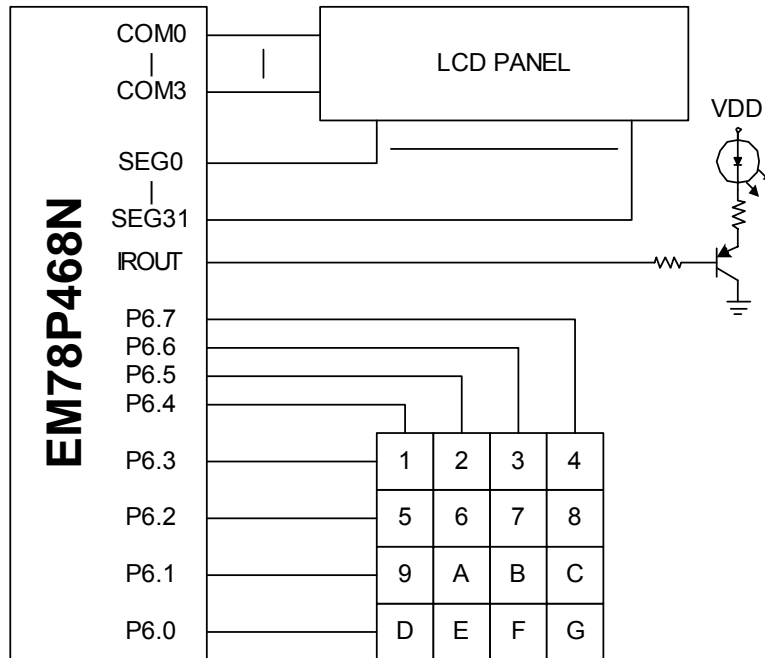 COM0
COM3
LCD PANEL
VDD
SEG0
SEG31
IROUT
EM78P468N
P6.7
P6.6
P6.5
P6.4
P6.3
1 2 3 4
P6.2
5 6 7 8
P6.1
9 A B C
P6.0
D E F G